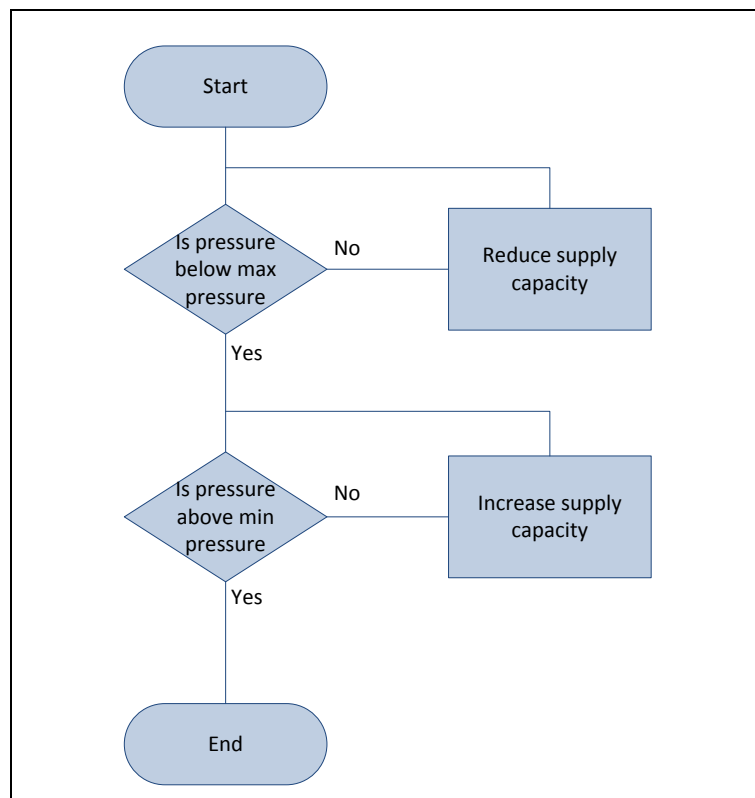 Start
Is pressure
below max
pressure
No
Reduce supply
capacity
Yes
Is pressure
above min
pressure
No
Increase supply
capacity
Yes
End